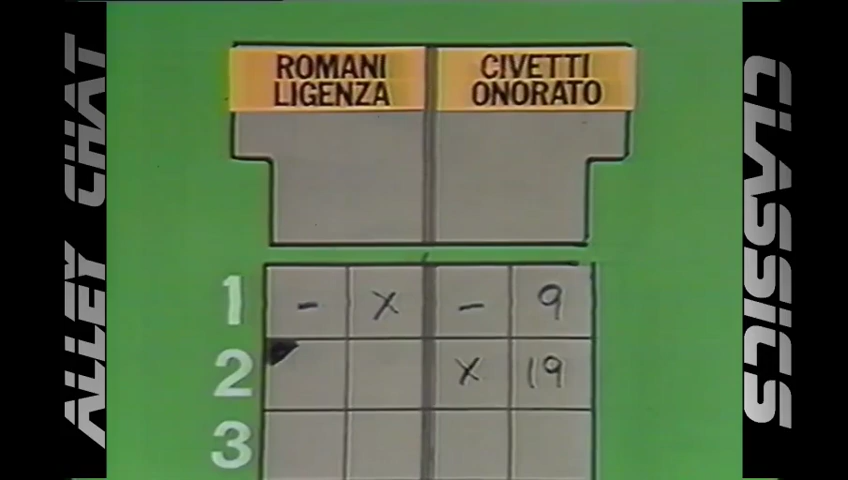 ALLEY CHAT
ROMANI
LIGENZA
CIVETTI
ONORATO
1 - X - 9
2 X 19
3
CLASSICS